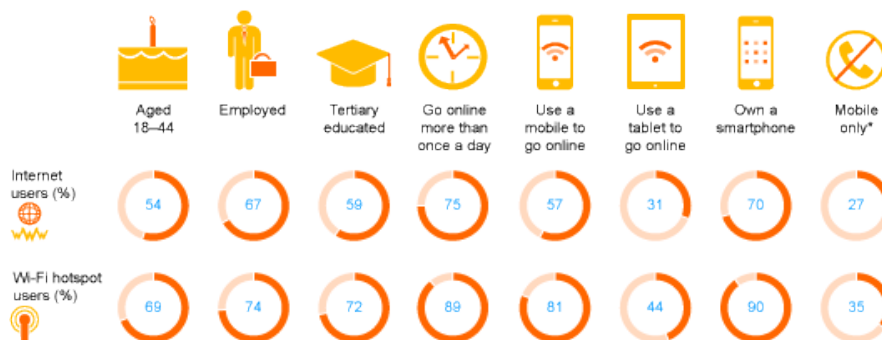 Aged
18–44
Employed
Tertiary
educated
Go online
more than
once a day
Use a
mobile to
go online
Use a
tablet to
go online
Own a
smartphone
Mobile
only*
Internet
users (%)
54 67 59 75 57 31 70 27
Wi-Fi hotspot
users (%)
69 74 72 89 81 44 90 35